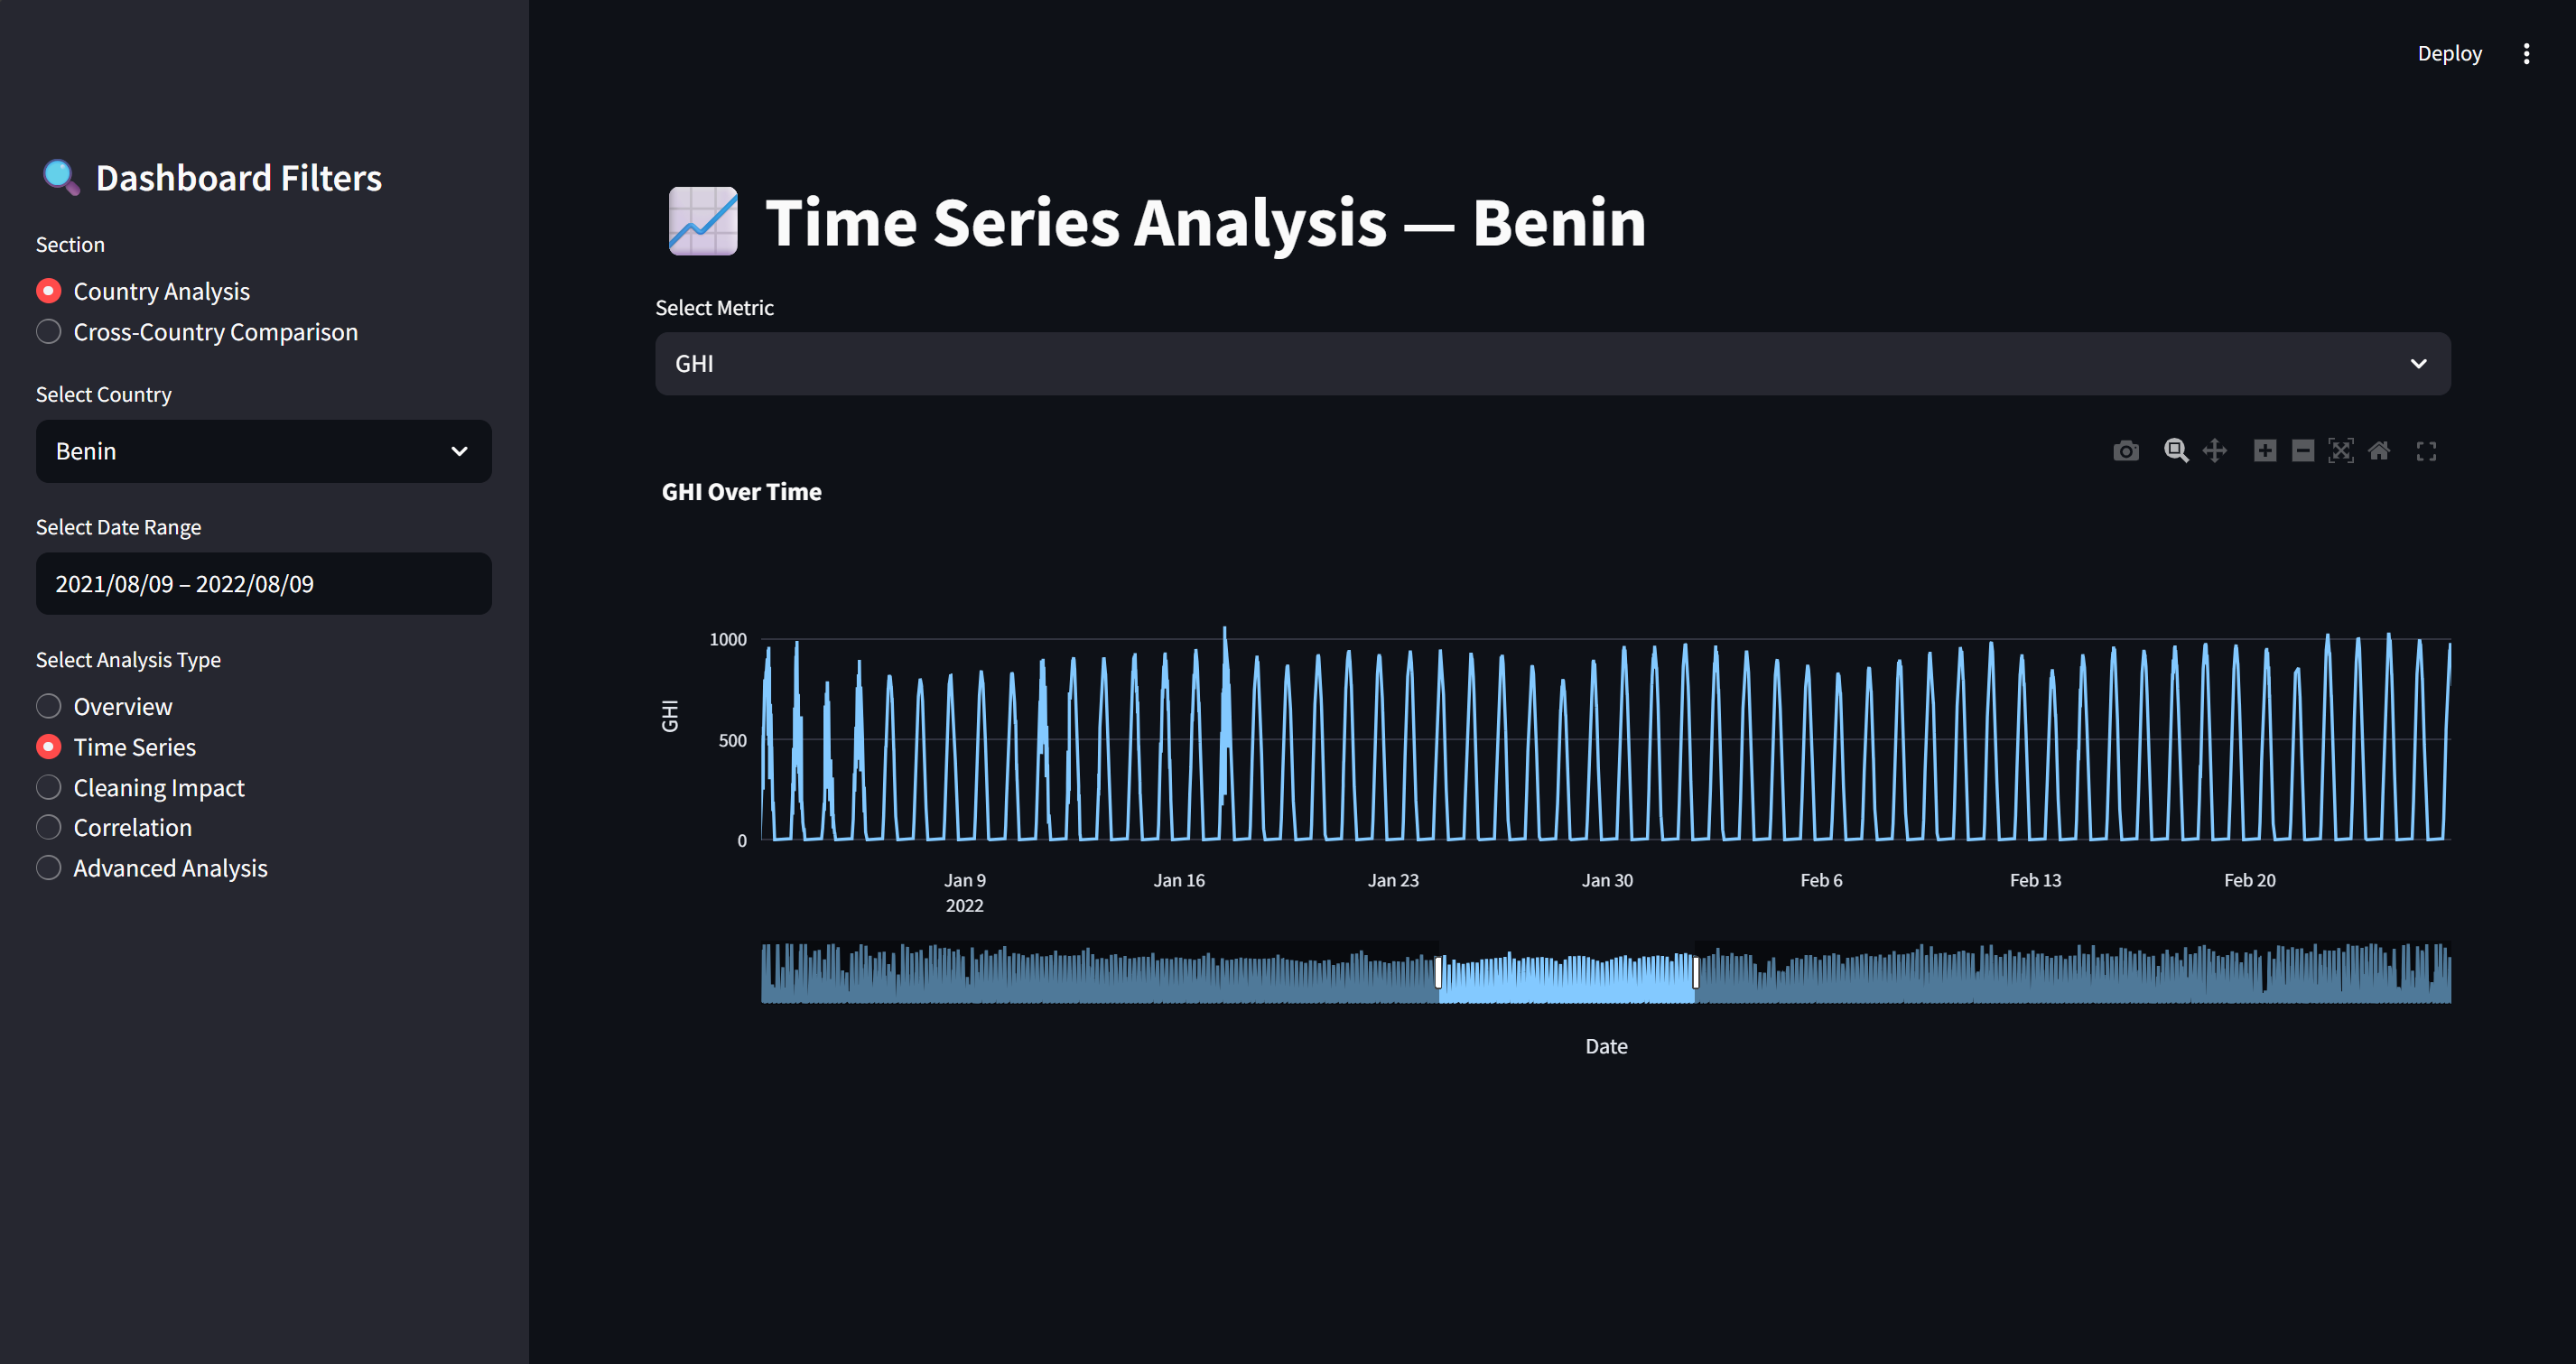 Deploy
Dashboard Filters
Section
Country Analysis
Cross-Country Comparison
Select Country
Benin
Select Date Range
2021/08/09 – 2022/08/09
Select Analysis Type
Overview
Time Series
Cleaning Impact
Correlation
Advanced Analysis
Time Series Analysis — Benin
Select Metric
GHI
GHI Over Time
1000
500
0
GHI
Jan 9
2022
Jan 16
Jan 23
Jan 30
Feb 6
Feb 13
Feb 20
Date